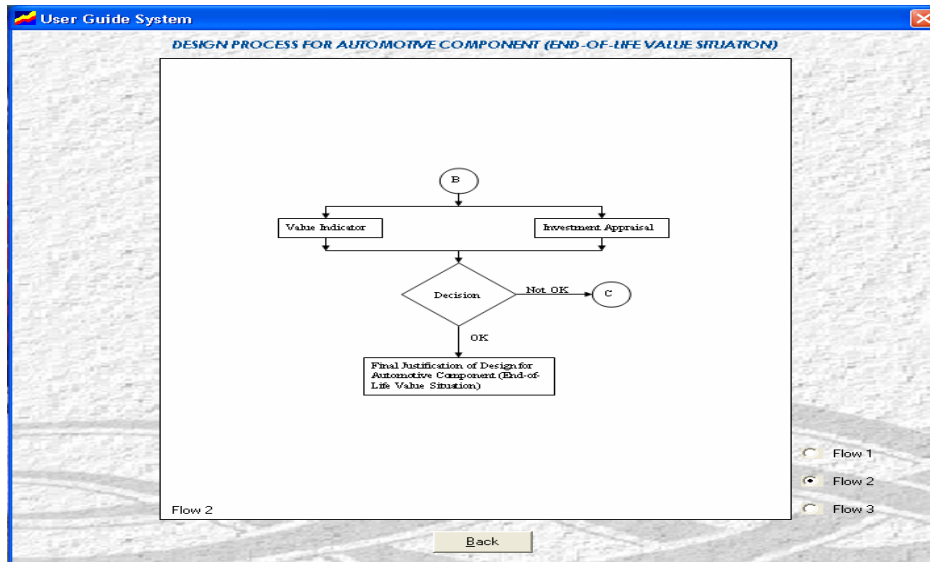 User Guide System
DESIGN PROCESS FOR AUTOMOTIVE COMPONENT (END-OF-LIFE VALUE SITUATION)
B
Value Indicator
Investment Appraisal
Decision
Not OK
C
OK
Final Justification of Design for
Automotive Component (End-of-
Life Value Situation)
Flow 1
Flow 2
Flow 3
Flow 2
Back